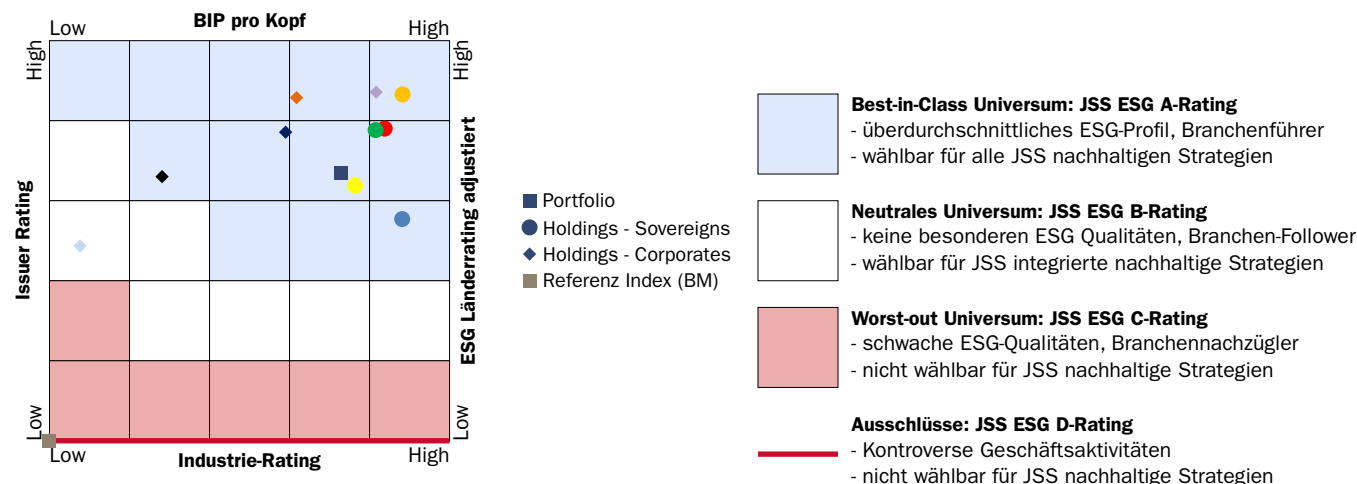 BIP pro Kopf
Low
High
High
High
Issuer Rating
ESG Länderrating adjustiert
Low
Low
Low
High
Industrie-Rating
Portfolio
Holdings - Sovereigns
Holdings - Corporates
Referenz Index (BM)
Best-in-Class Universum: JSS ESG A-Rating
- überdurchschnittliches ESG-Profil, Branchenführer
- wählbar für alle JSS nachhaltigen Strategien
Neutrales Universum: JSS ESG B-Rating
- keine besonderen ESG Qualitäten, Branchen-Follower
- wählbar für JSS integrierte nachhaltige Strategien
Worst-out Universum: JSS ESG C-Rating
- schwache ESG-Qualitäten, Branchennachzügler
- nicht wählbar für JSS nachhaltige Strategien
Ausschlüsse: JSS ESG D-Rating
- Kontroverse Geschäftsaktivitäten
- nicht wählbar für JSS nachhaltige Strategien